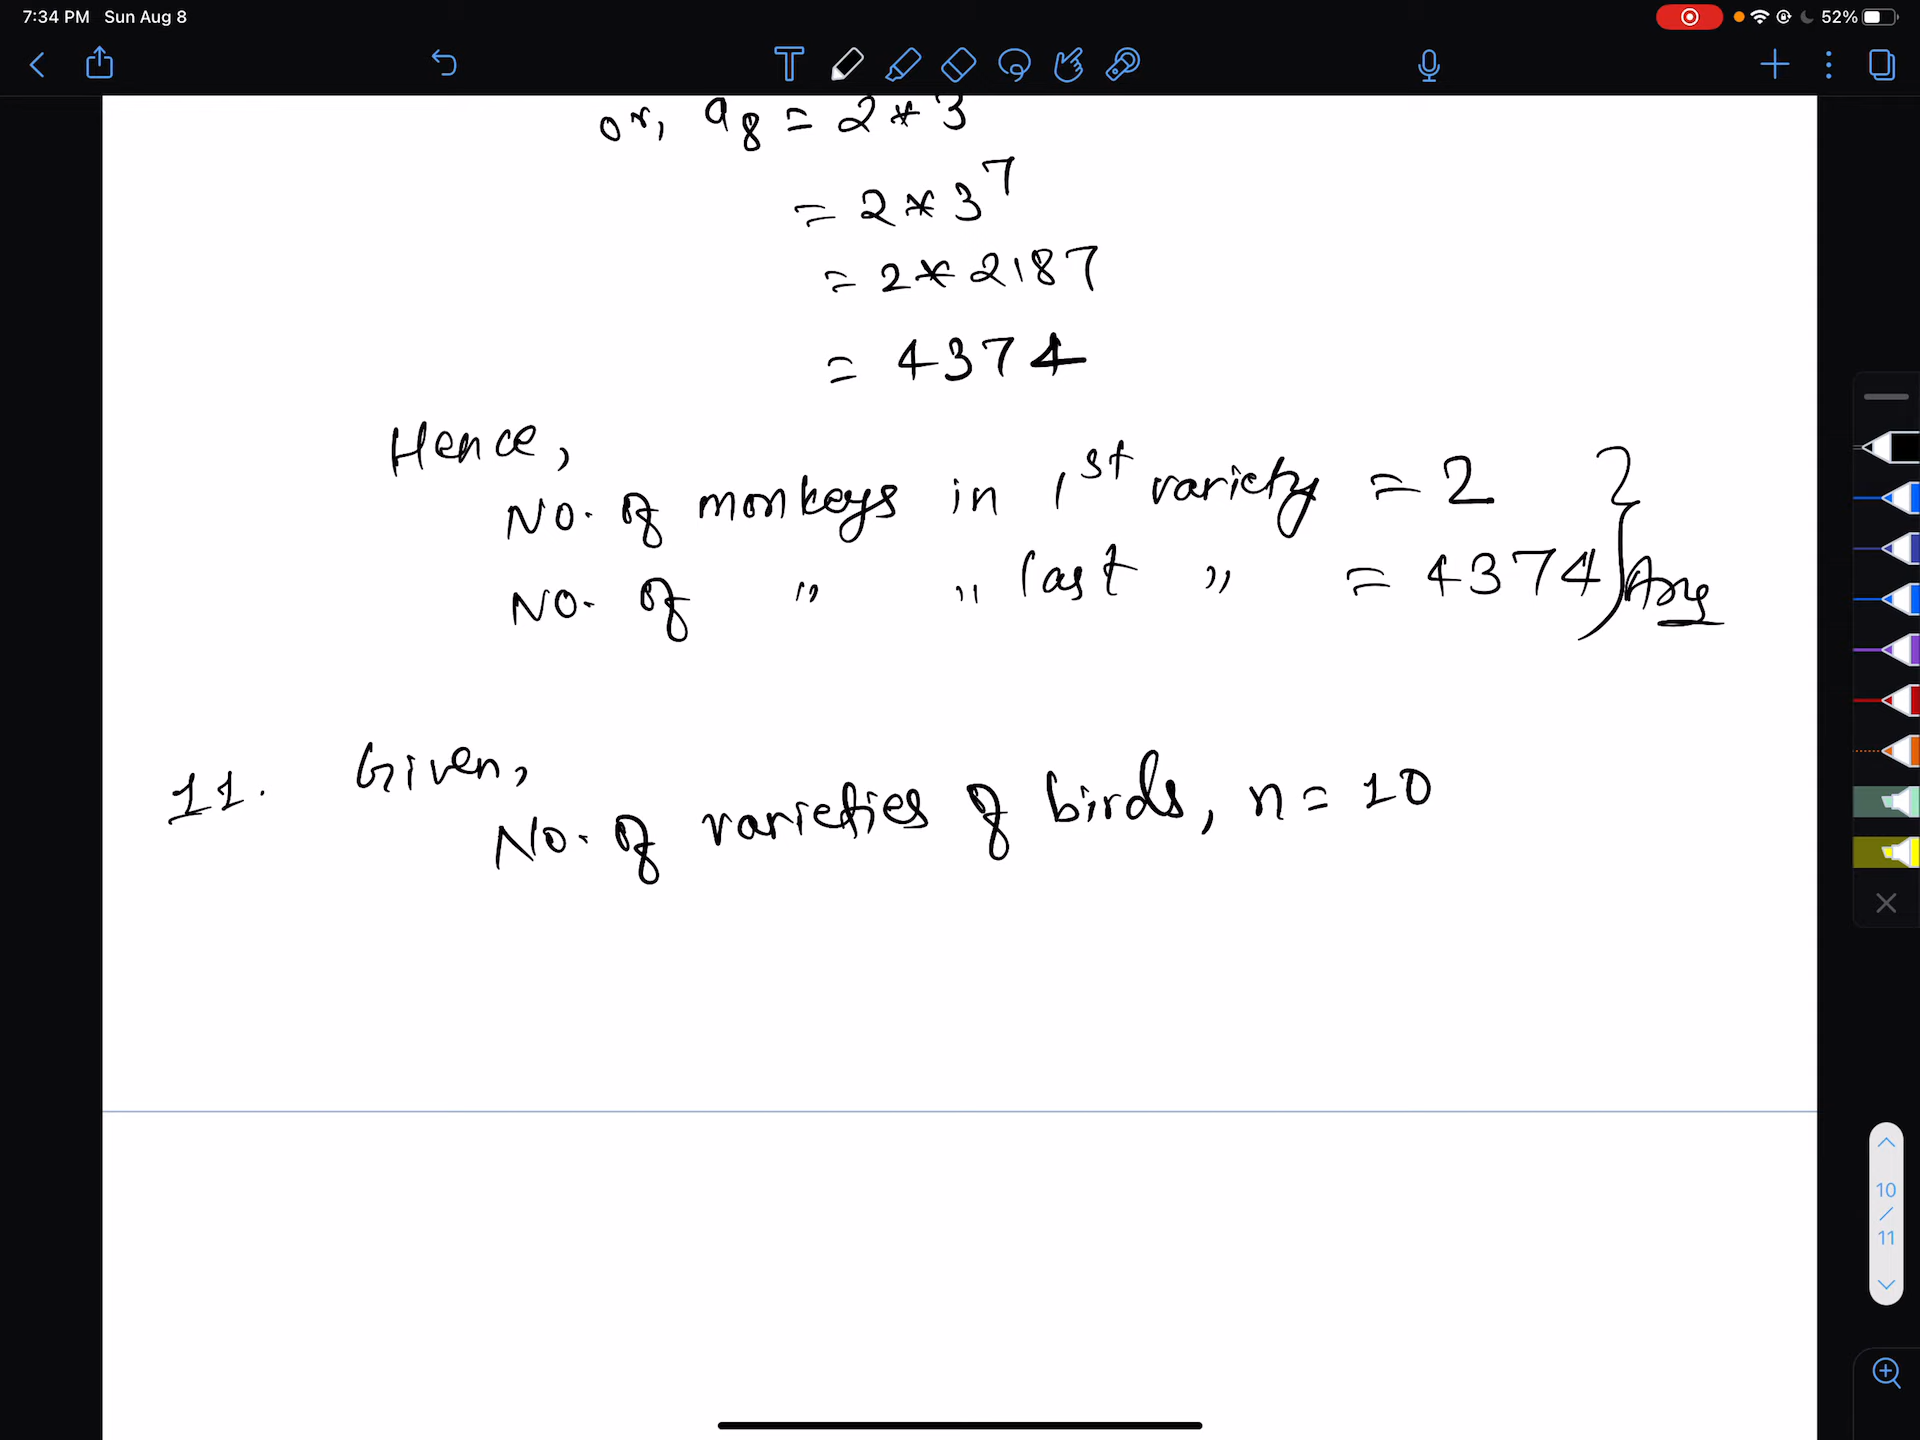 7:34 PM Sun Aug 8
52%
or, a₈ = 2 * 3
= 2 * 3⁷
= 2 * 2187
= 4374
Hence,
No. of monkeys in 1st variety = 2
No. of " " last " = 4374 } Ans
11. Given,
No. of varieties of birds, n = 10
10
/
11